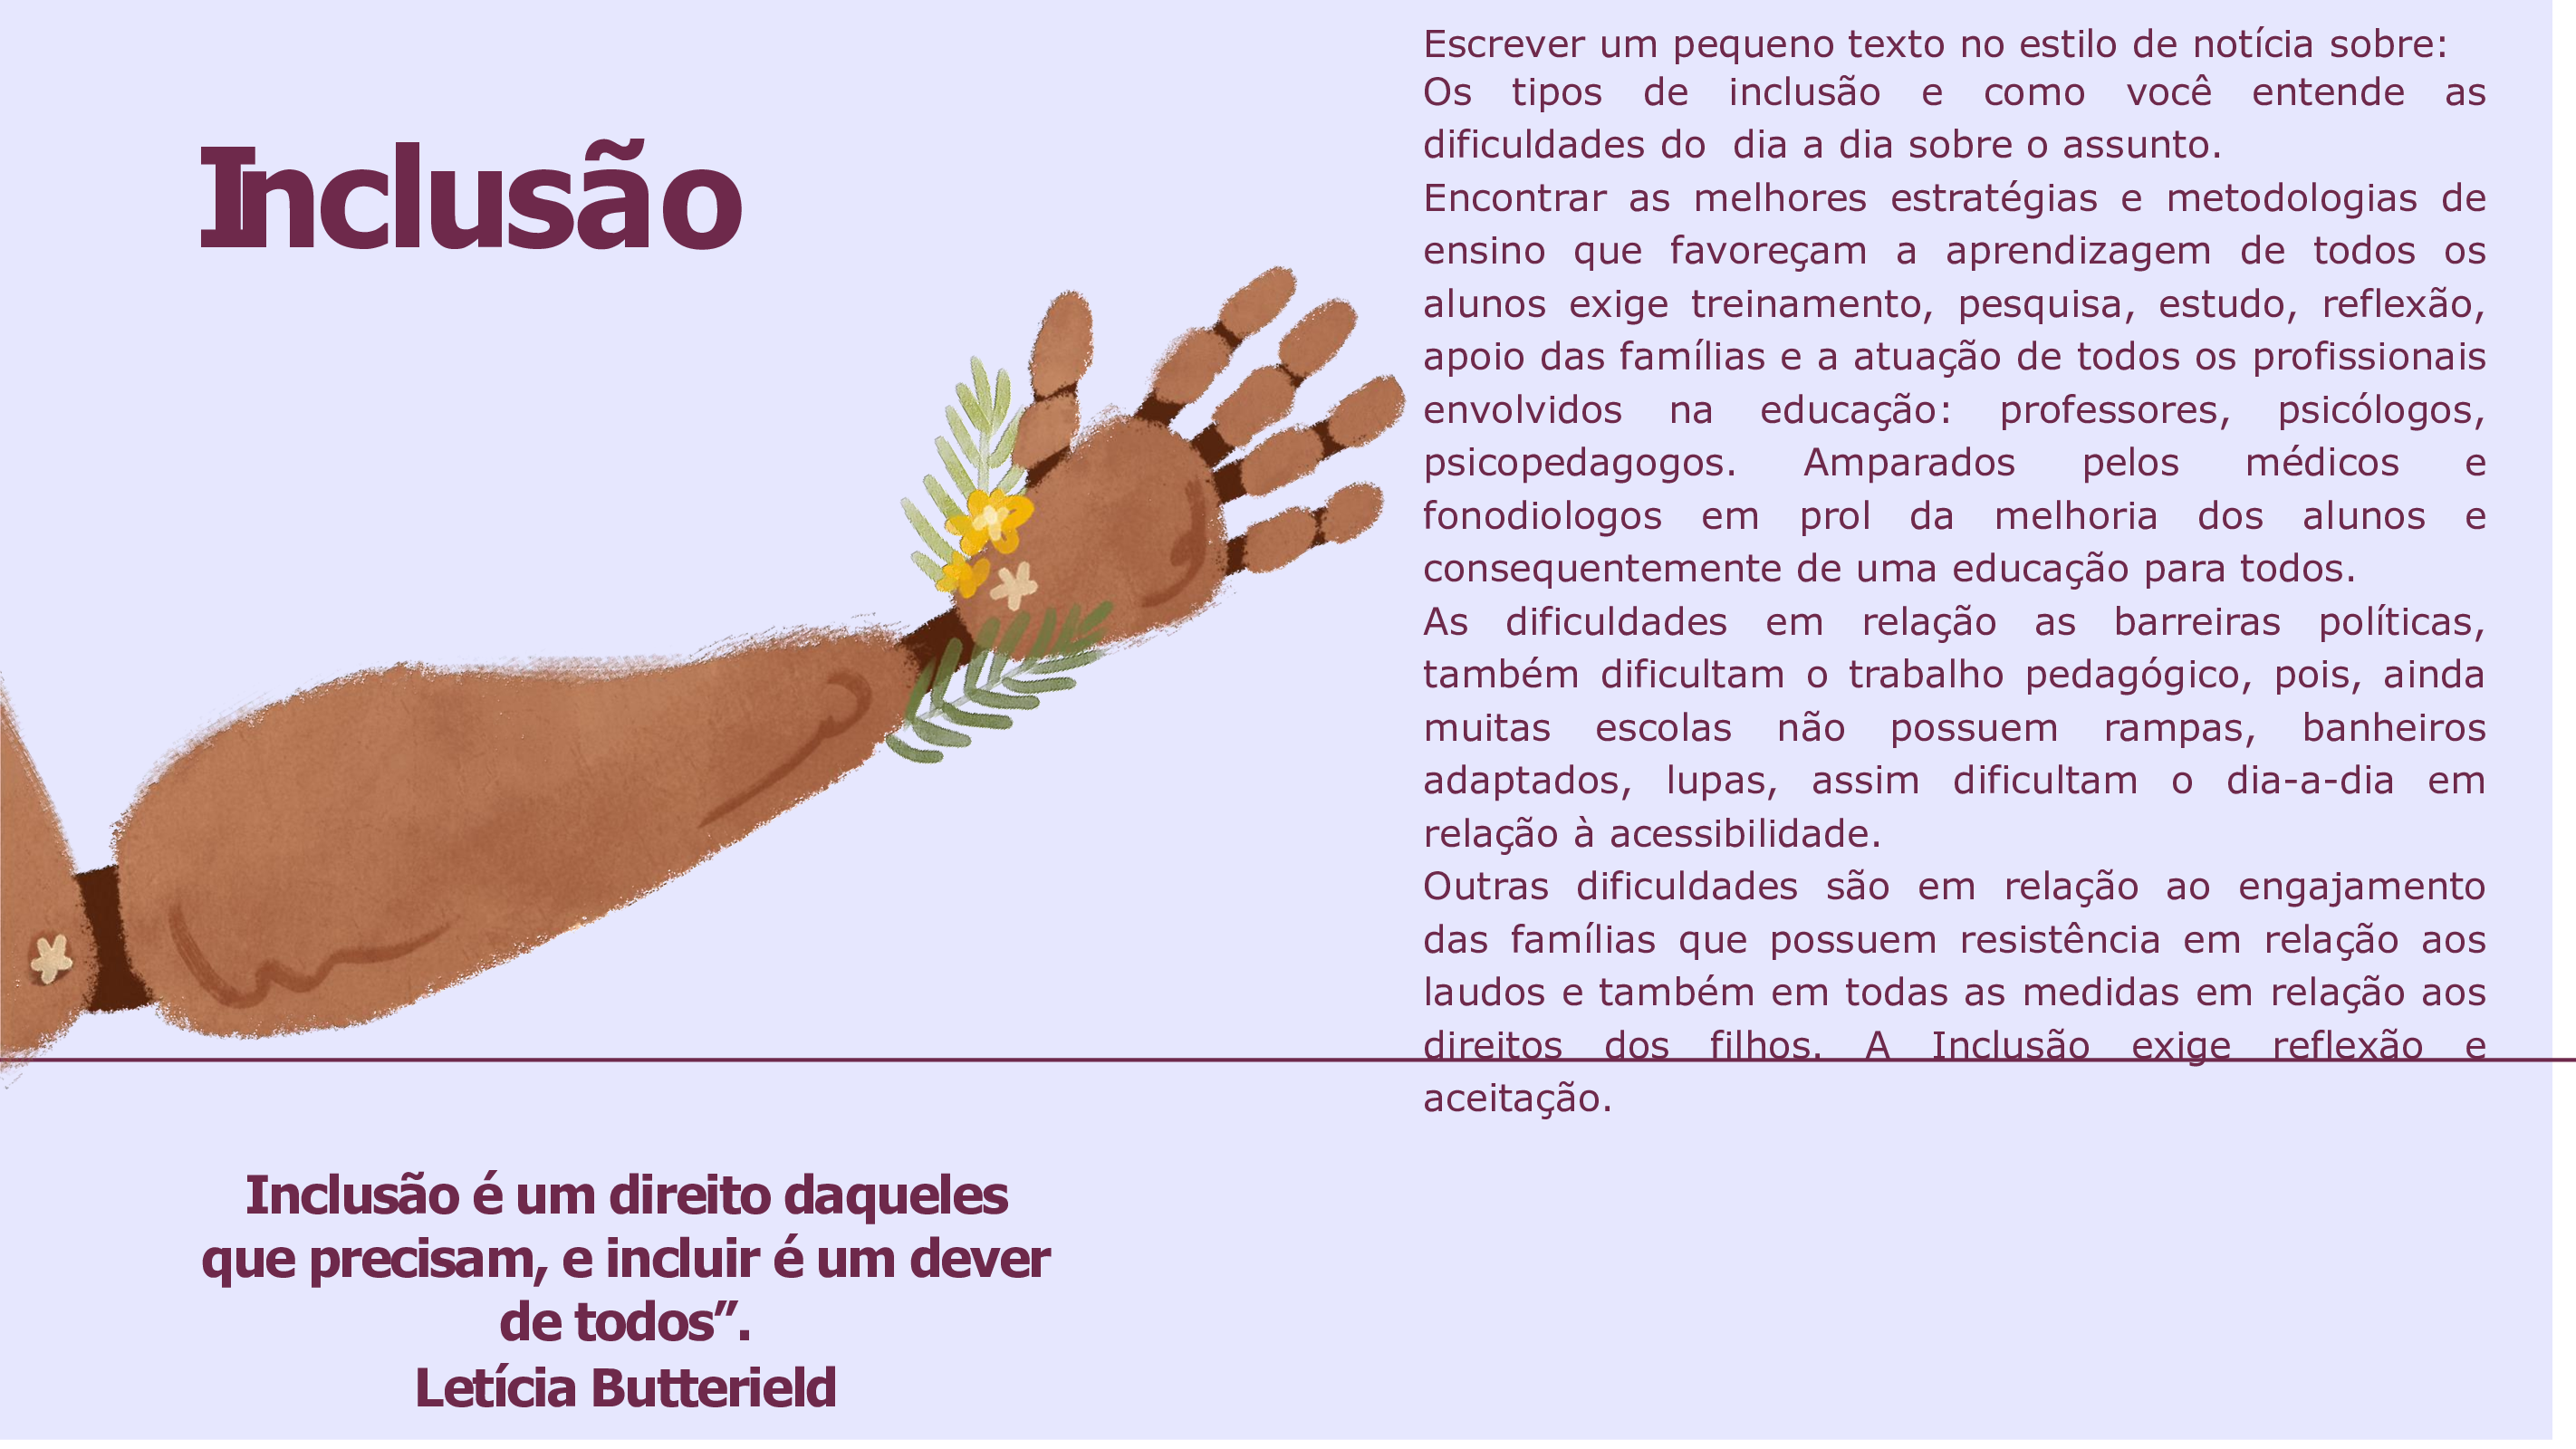 Inclusão
Escrever um pequeno texto no estilo de notícia sobre:
Os tipos de inclusão e como você entende as
dificuldades do dia a dia sobre o assunto.
Encontrar as melhores estratégias e metodologias de
ensino que favoreçam a aprendizagem de todos os
alunos exige treinamento, pesquisa, estudo, reflexão,
apoio das famílias e a atuação de todos os profissionais
envolvidos na educação: professores, psicólogos,
psicopedagogos. Amparados pelos médicos e
fonodiologos em prol da melhoria dos alunos e
consequentemente de uma educação para todos.
As dificuldades em relação as barreiras políticas,
também dificultam o trabalho pedagógico, pois, ainda
muitas escolas não possuem rampas, banheiros
adaptados, lupas, assim dificultam o dia-a-dia em
relação à acessibilidade.
Outras dificuldades são em relação ao engajamento
das famílias que possuem resistência em relação aos
laudos e também em todas as medidas em relação aos
direitos dos filhos. A Inclusão exige reflexão e
aceitação.
Inclusão é um direito daqueles
que precisam, e incluir é um dever
de todos”.
Letícia Butterield